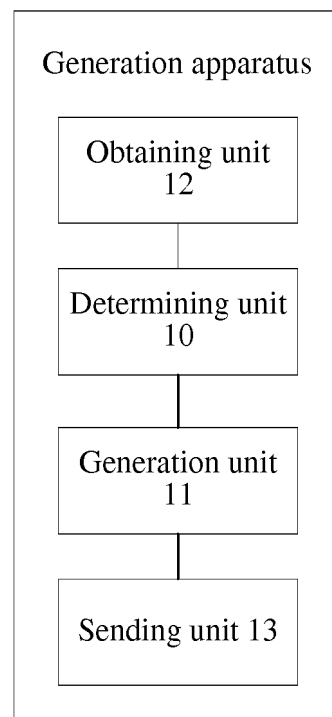 Generation apparatus
Obtaining unit
12
Determining unit
10
Generation unit
11
Sending unit 13